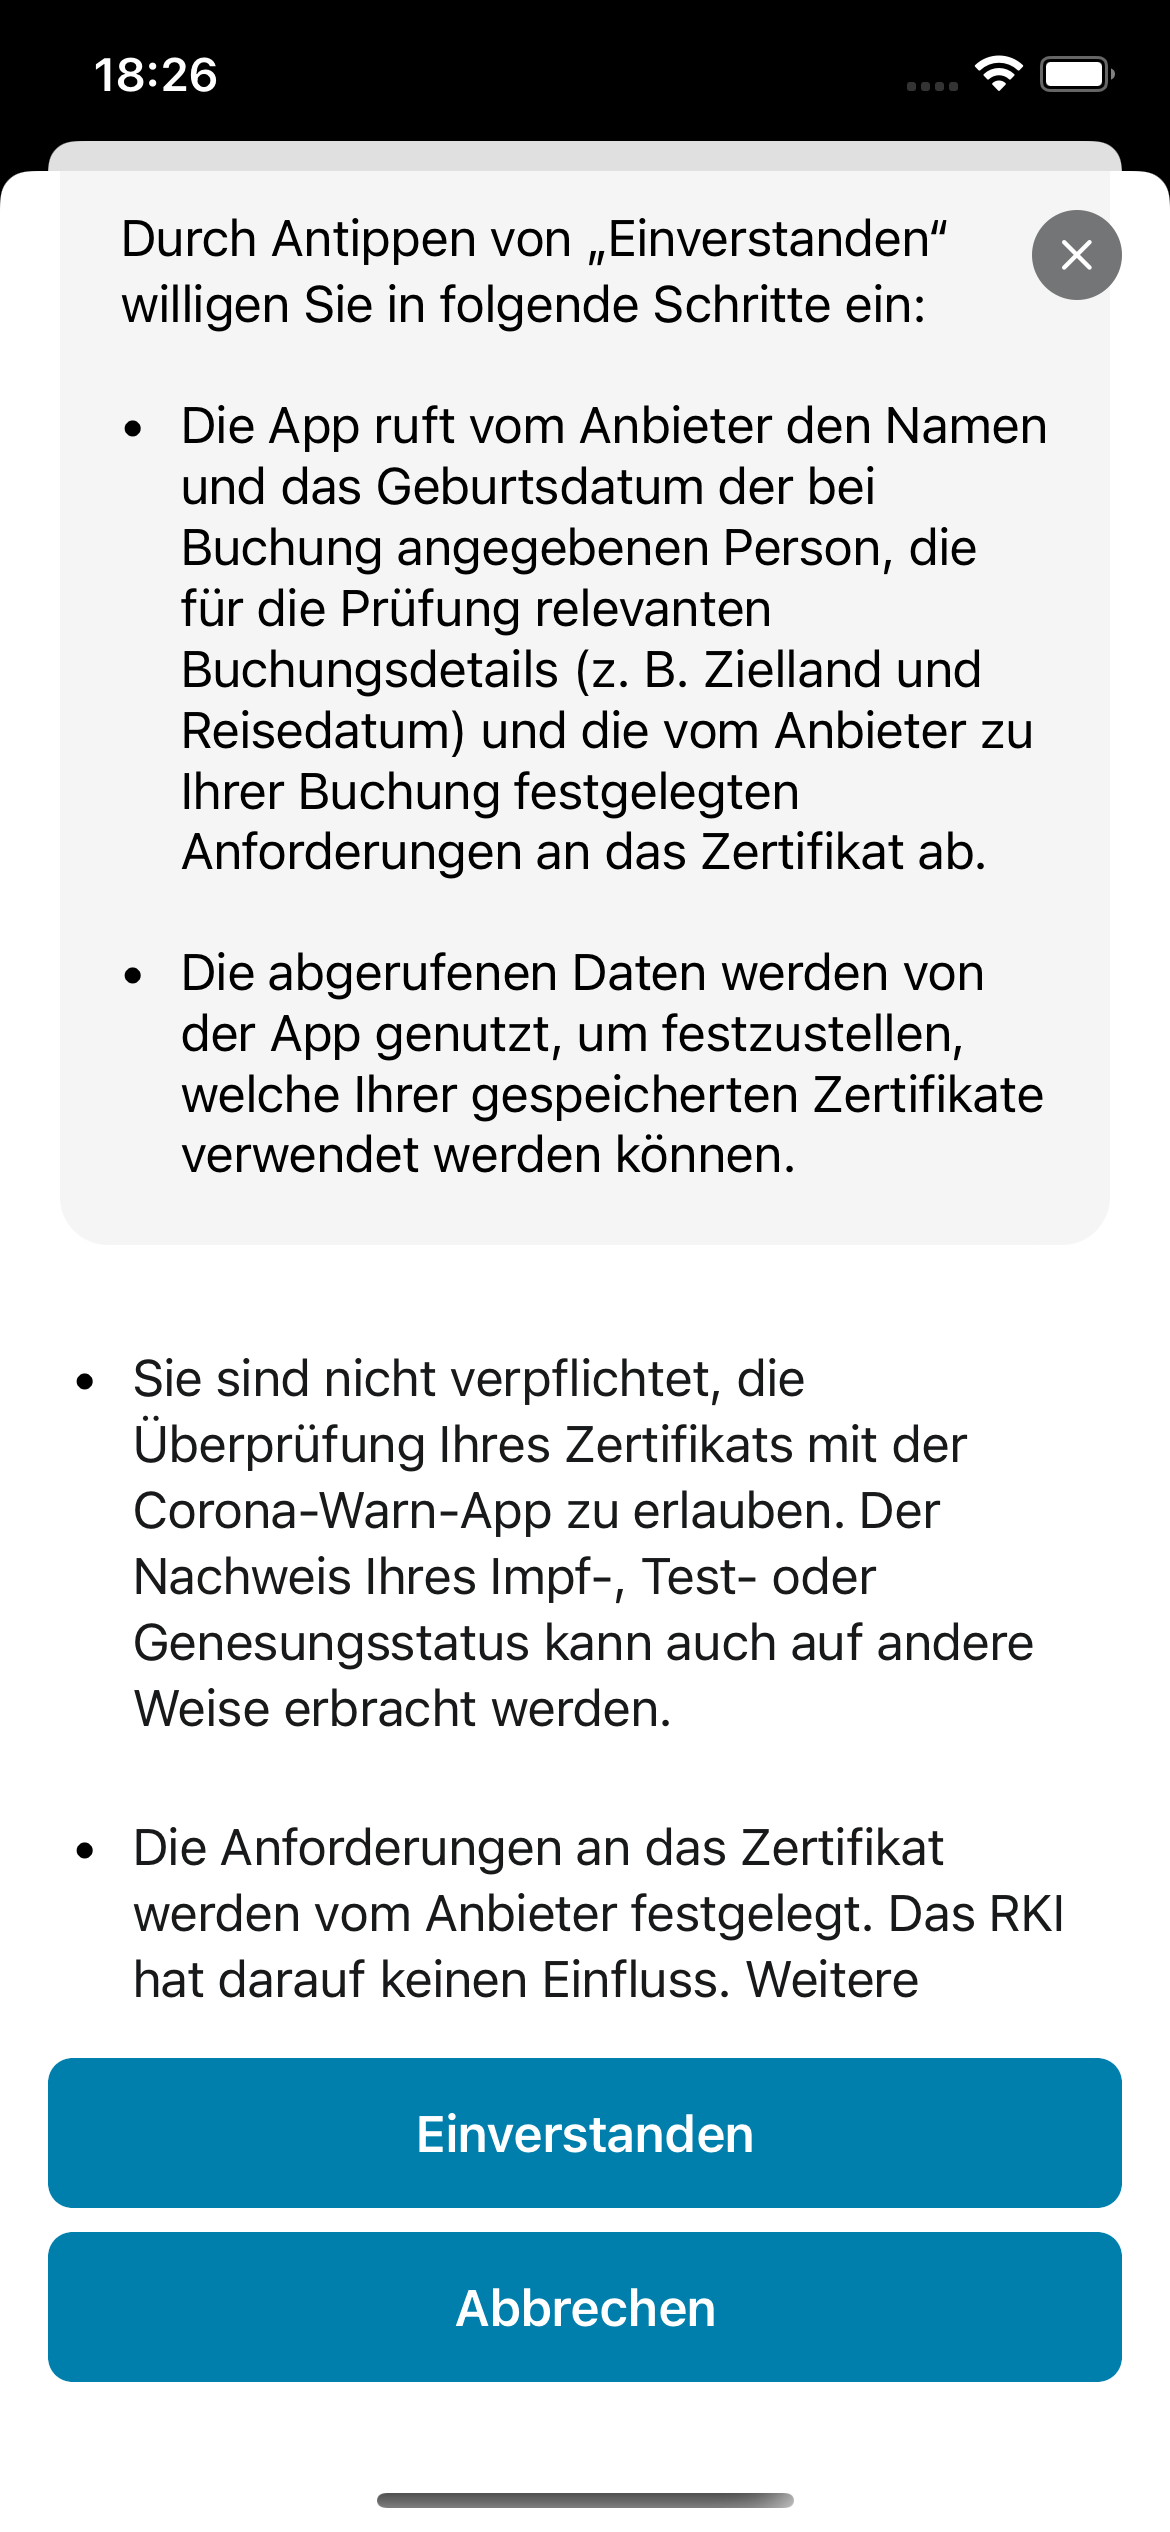 18:26
Durch Antippen von „Einverstanden“
willigen Sie in folgende Schritte ein:
• Die App ruft vom Anbieter den Namen
und das Geburtsdatum der bei
Buchung angegebenen Person, die
für die Prüfung relevanten
Buchungsdetails (z. B. Zielland und
Reisedatum) und die vom Anbieter zu
Ihrer Buchung festgelegten
Anforderungen an das Zertifikat ab.
• Die abgerufenen Daten werden von
der App genutzt, um festzustellen,
welche Ihrer gespeicherten Zertifikate
verwendet werden können.
• Sie sind nicht verpflichtet, die
Überprüfung Ihres Zertifikats mit der
Corona-Warn-App zu erlauben. Der
Nachweis Ihres Impf-, Test- oder
Genesungsstatus kann auch auf andere
Weise erbracht werden.
• Die Anforderungen an das Zertifikat
werden vom Anbieter festgelegt. Das RKI
hat darauf keinen Einfluss. Weitere
Einverstanden
Abbrechen